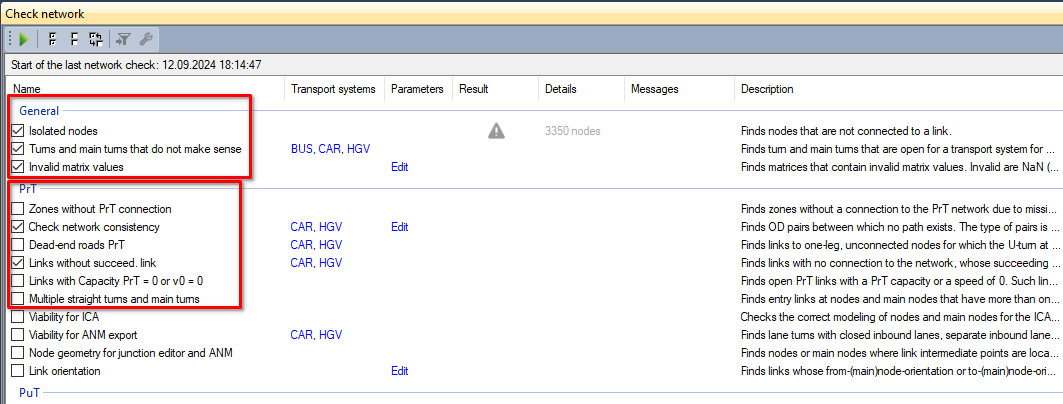 Check network
Start of the last network check: 12.09.2024 18:14:47
Name Transport systems Parameters Result Details Messages Description
General
Isolated nodes 3350 nodes Finds nodes that are not connected to a link.
Turns and main turns that do not make sense BUS, CAR, HGV Finds turn and main turns that are open for a transport system for ...
Invalid matrix values Edit Finds matrices that contain invalid matrix values. Invalid are NaN (...
PrT
Zones without PrT connection Finds zones without a connection to the PrT network due to missi...
Check network consistency CAR, HGV Edit Finds OD pairs between which no path exists. The type of pairs is ...
Dead-end roads PrT CAR, HGV Finds links to one-leg, unconnected nodes for which the U-turn at ...
Links without succeed. link CAR, HGV Finds links with no connection to the network, whose succeeding ...
Links with Capacity PrT = 0 or v0 = 0 Finds open PrT links with a PrT capacity or a speed of 0. Such lin...
Multiple straight turns and main turns Finds entry links at nodes and main nodes that have more than on...
Viability for ICA Checks the correct modeling of nodes and main nodes for the ICA...
Viability for ANM export CAR, HGV Finds lane turns with closed inbound lanes, separate inbound lane...
Node geometry for junction editor and ANM Finds nodes or main nodes where link intermediate points are loca...
Link orientation Edit Finds links whose from-(main)node-orientation or to-(main)node-ori...
PuT